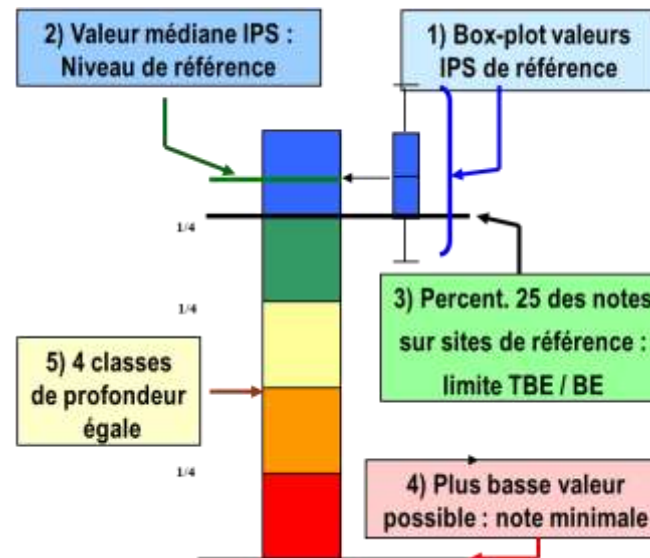 2) Valeur médiane IPS :
Niveau de référence
1) Box-plot valeurs
IPS de référence
1/4
1/4
3) Percent. 25 des notes
sur sites de référence :
limite TBE / BE
5) 4 classes
de profondeur
égale
1/4
4) Plus basse valeur
possible : note minimale